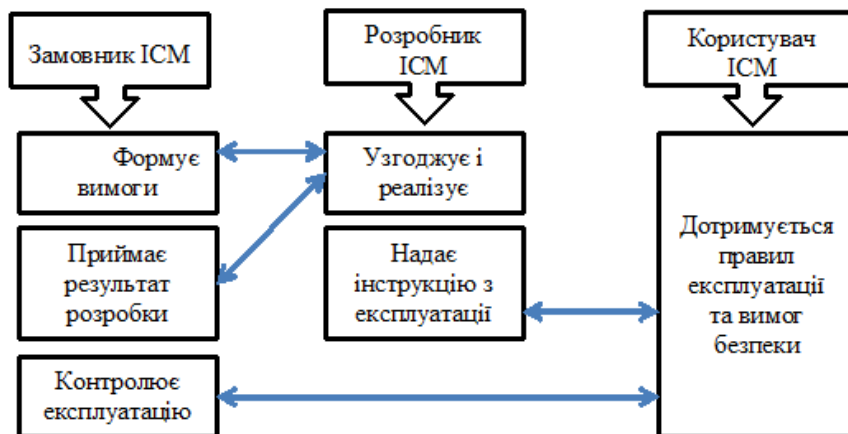 Замовник ІСМ
Розробник
ІСМ
Користувач
ІСМ
Формує
вимоги
Узгоджує і
реалізує
Приймає
результат
розробки
Надає
інструкцію з
експлуатації
Дотримується
правил
експлуатації
та вимог
безпеки
Контролює
експлуатацію